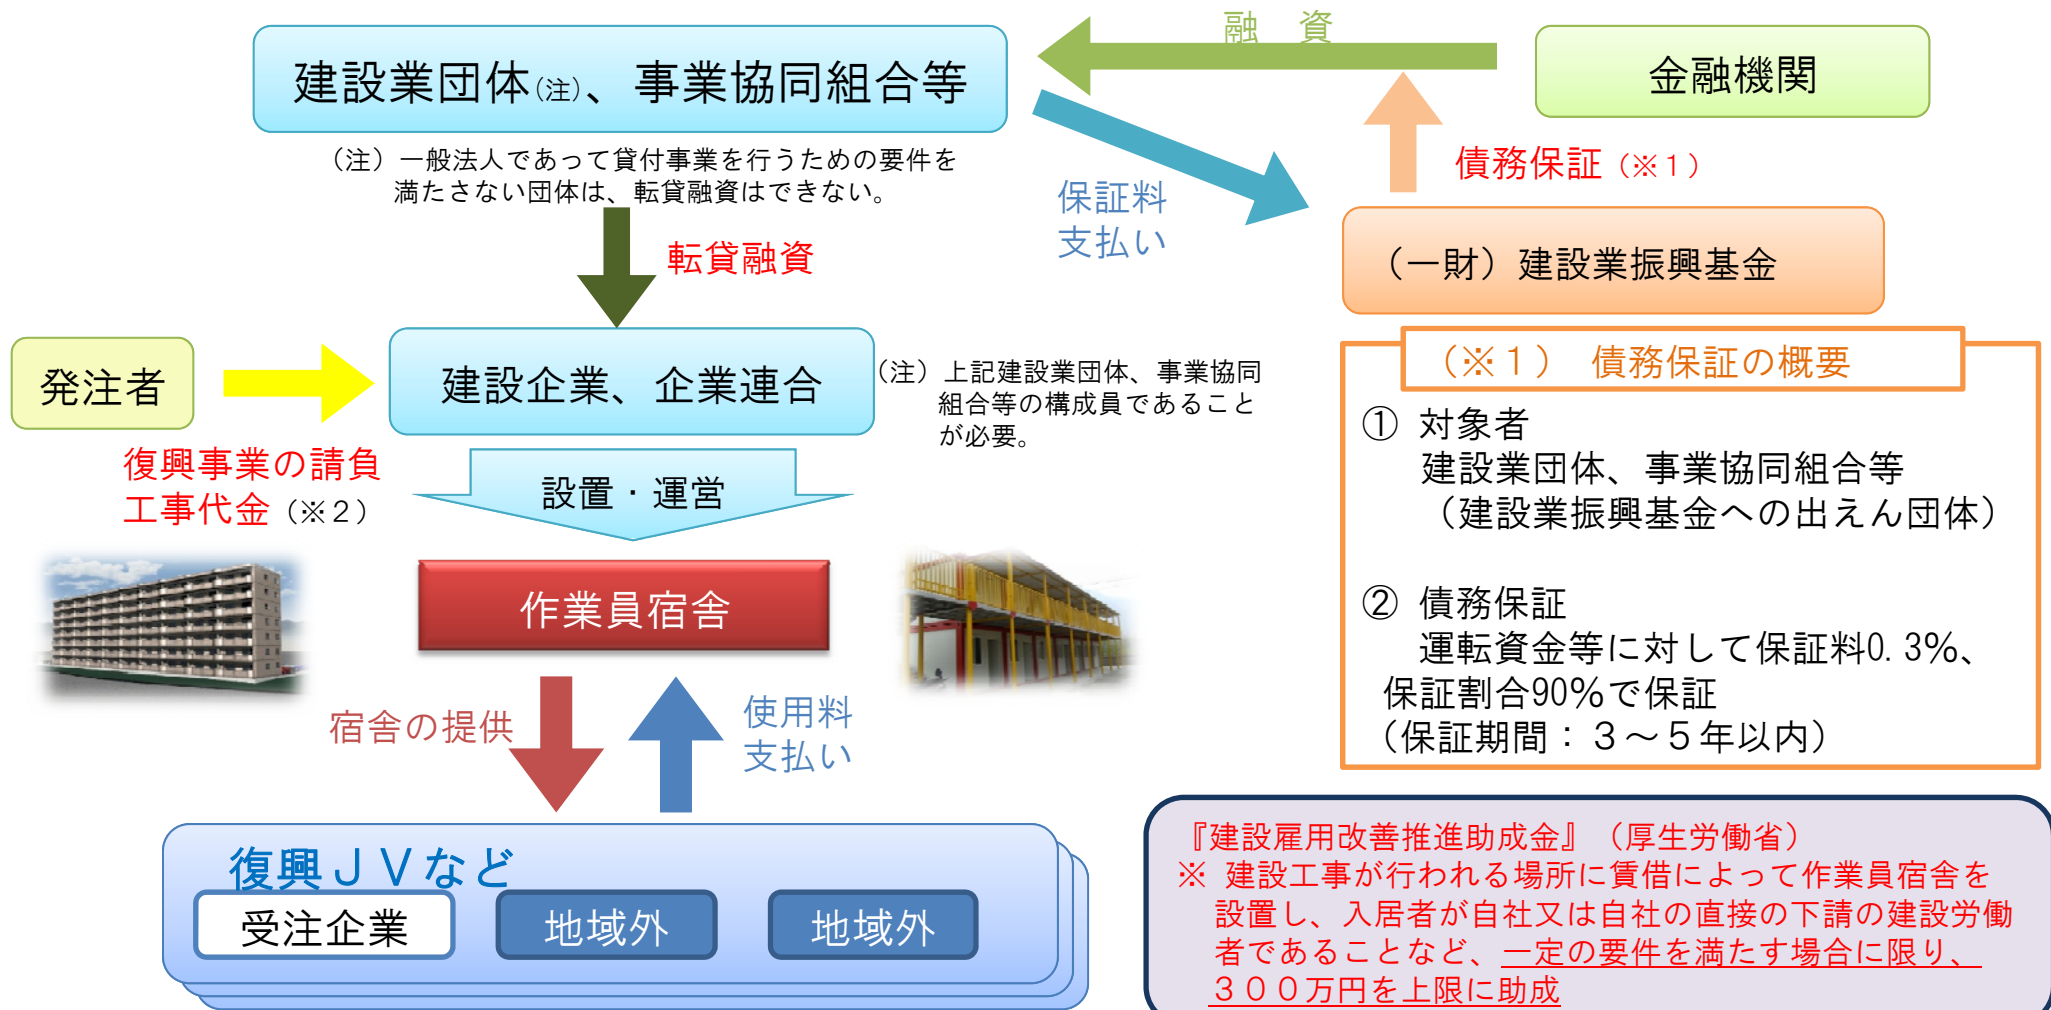 融　資
建設業団体(注)、事業協同組合等
金融機関
（注）一般法人であって貸付事業を行うための要件を
満たさない団体は、転貸融資はできない。
債務保証（※１）
保証料
支払い
転貸融資
（一財）建設業振興基金
発注者
建設企業、企業連合
（注）上記建設業団体、事業協同
組合等の構成員であること
が必要。
復興事業の請負
工事代金（※２）
設置・運営
作業員宿舎
宿舎の提供
使用料
支払い
復興ＪＶなど
受注企業
地域外
地域外
（※１）　債務保証の概要
① 対象者
建設業団体、事業協同組合等
（建設業振興基金への出えん団体）
② 債務保証
運転資金等に対して保証料0.3%、
保証割合90%で保証
（保証期間：３～５年以内）
『建設雇用改善推進助成金』（厚生労働省）
※ 建設工事が行われる場所に賃借によって作業員宿舎を
設置し、入居者が自社又は自社の直接の下請の建設労働
者であることなど、一定の要件を満たす場合に限り、
３００万円を上限に助成